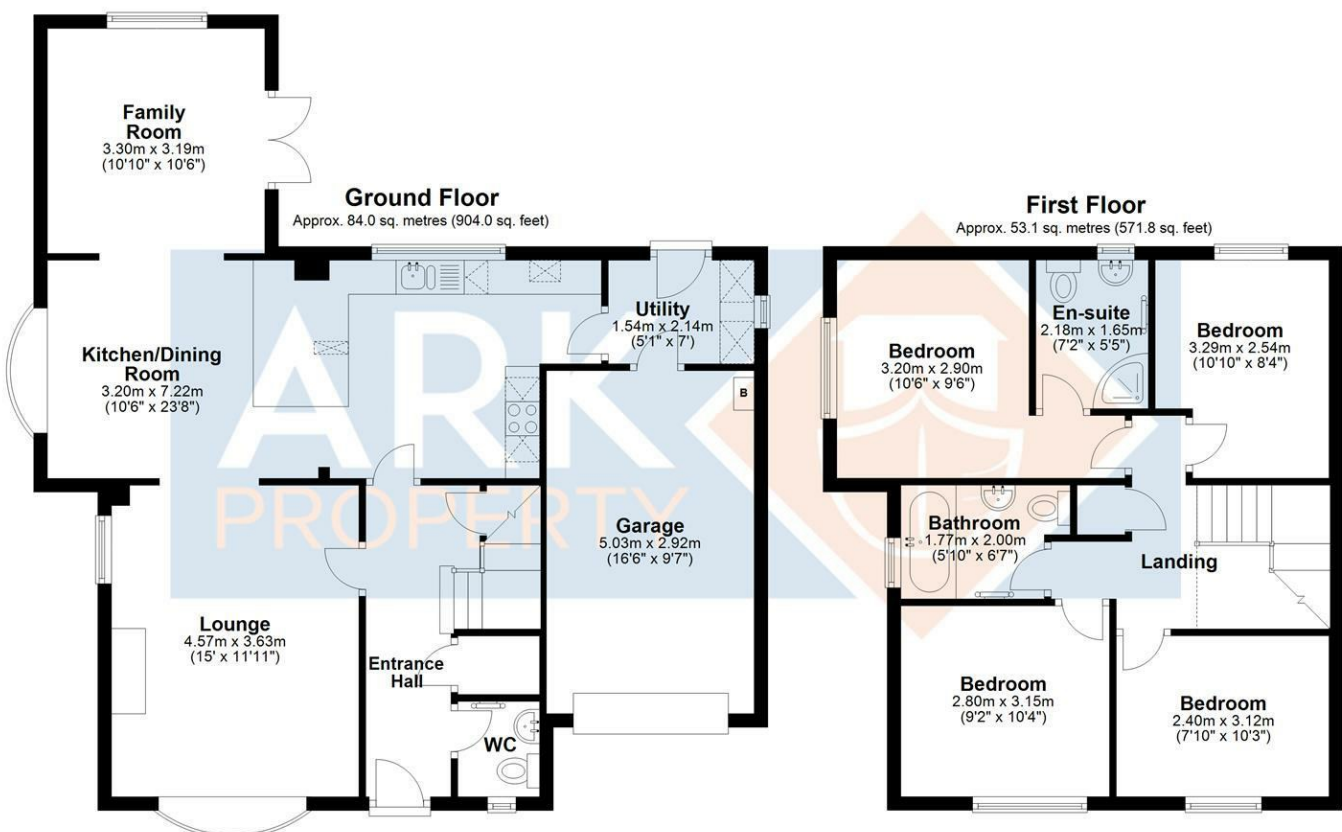 Family
Room
3.30m x 3.19m
(10'10" x 10'6")
Ground Floor
Approx. 84.0 sq. metres (904.0 sq. feet)
Kitchen/Dining
Room
3.20m x 7.22m
(10'6" x 23'8")
Utility
1.54m x 2.14m
(5'1" x 7')
B
Garage
5.03m x 2.92m
(16'6" x 9'7")
Lounge
4.57m x 3.63m
(15' x 11'11")
Entrance
Hall
WC
First Floor
Approx. 53.1 sq. metres (571.8 sq. feet)
Bedroom
3.20m x 2.90m
(10'6" x 9'6")
En-suite
2.18m x 1.65m
(7'2" x 5'5")
Bedroom
3.29m x 2.54m
(10'10" x 8'4")
Bathroom
1.77m x 2.00m
(5'10" x 6'7")
Landing
Bedroom
2.80m x 3.15m
(9'2" x 10'4")
Bedroom
2.40m x 3.12m
(7'10" x 10'3")
ARK
PROPERTY